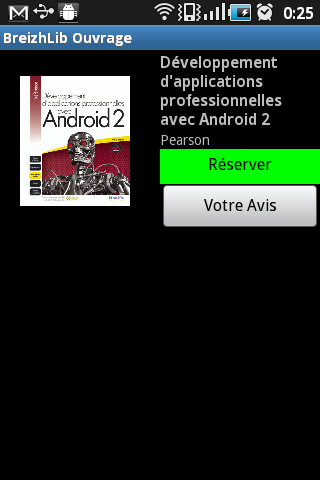 0:25
BreizhLib Ouvrage
Développement
d'applications
professionnelles
avec Android 2
Pearson
Réserver
Votre Avis
Développement
d'applications professionnelles
avec
Android 2